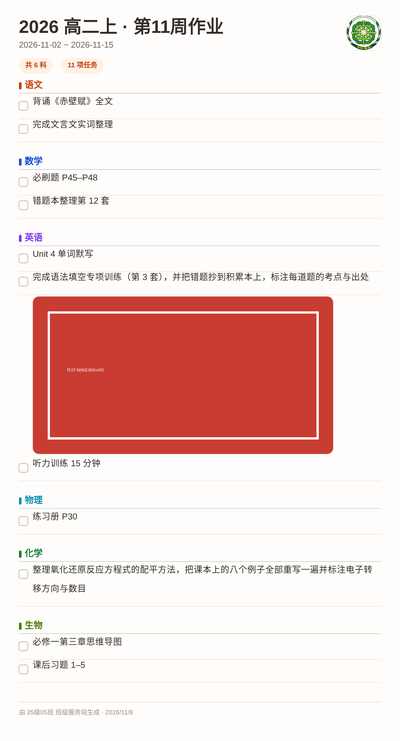 2026 高二上 · 第11周作业
2026-11-02 ~ 2026-11-15
共 6 科
11 项任务
语文
背诵《赤壁赋》全文
完成文言文实词整理
数学
必刷题 P45–P48
错题本整理第 12 套
英语
Unit 4 单词默写
完成语法填空专项训练（第 3 套），并把错题抄到积累本上，标注每道题的考点与出处
听力训练 15 分钟
物理
练习册 P30
化学
整理氧化还原反应方程式的配平方法，把课本上的八个例子全部重写一遍并标注电子转
移方向与数目
生物
必修一第三章思维导图
课后习题 1–5